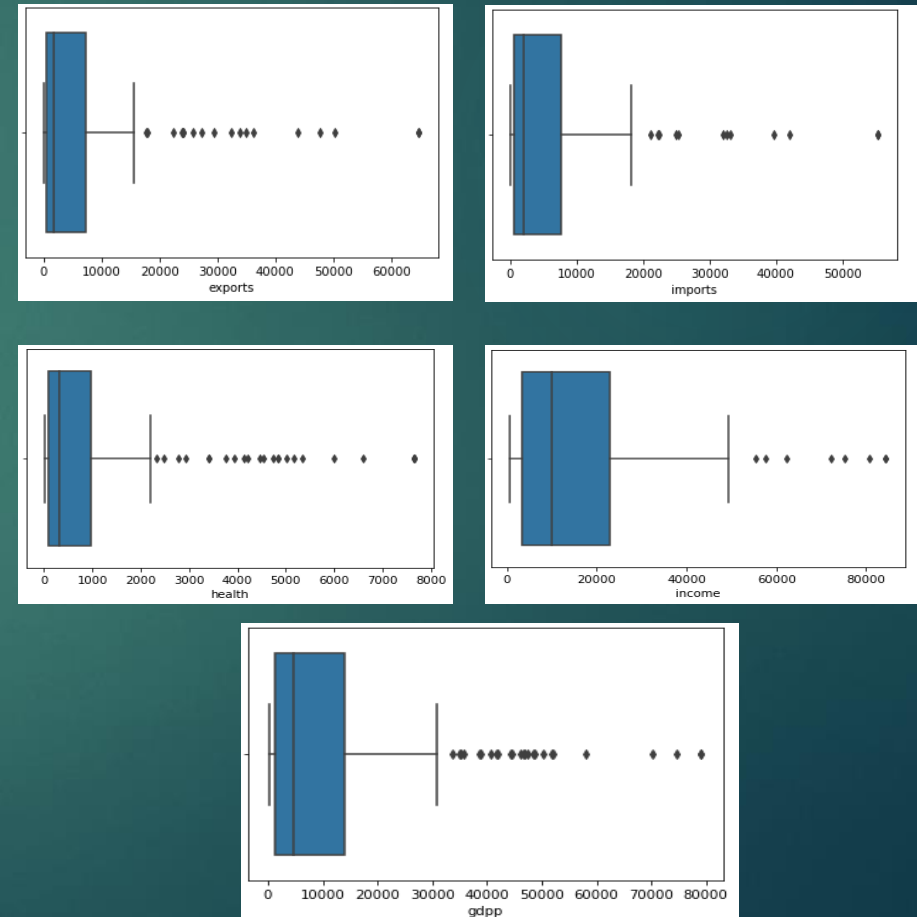 0 10000 20000 30000 40000 50000 60000
exports
0 10000 20000 30000 40000 50000
imports
0 1000 2000 3000 4000 5000 6000 7000 8000
health
0 20000 40000 60000 80000
income
0 10000 20000 30000 40000 50000 60000 70000 80000
gdpp